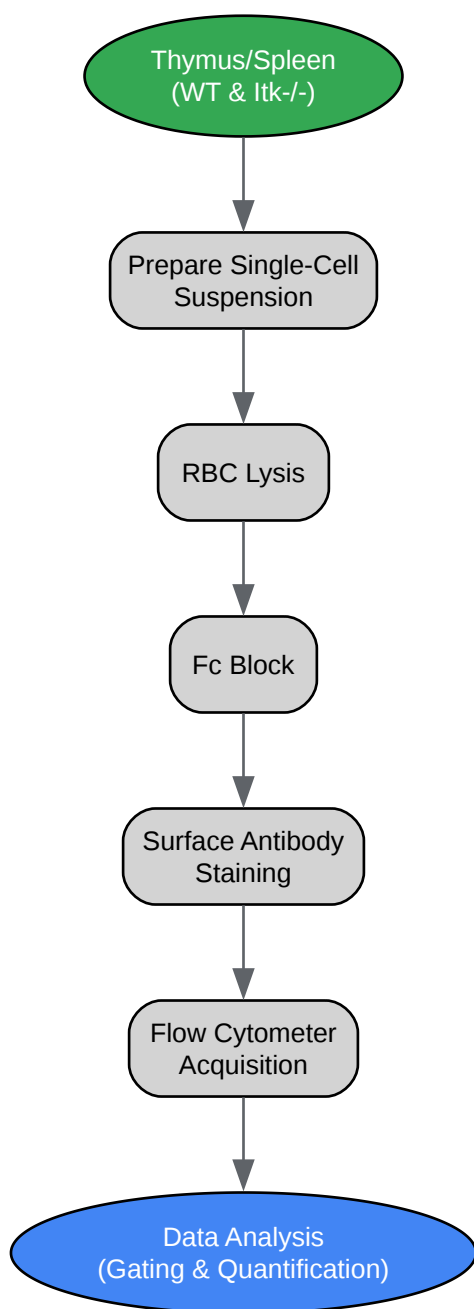 Thymus/Spleen
(WT & Itk-/-)
Prepare Single-Cell
Suspension
RBC Lysis
Fc Block
Surface Antibody
Staining
Flow Cytometer
Acquisition
Data Analysis
(Gating & Quantification)